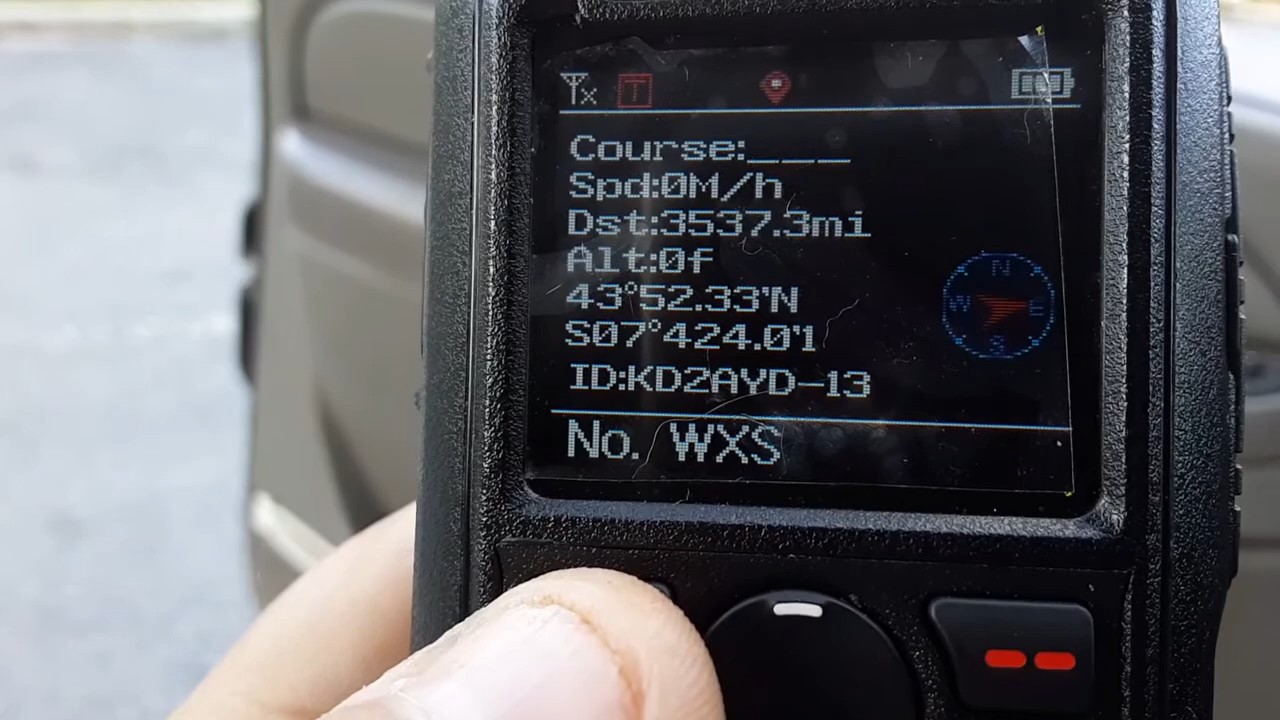 Tx T
Course:___
Spd:0M/h
Dst:3537.3mi
Alt:0f
43°52.33'N
S07°424.0'1
ID:KD2AYD-13
N
W E
S
No. WXS